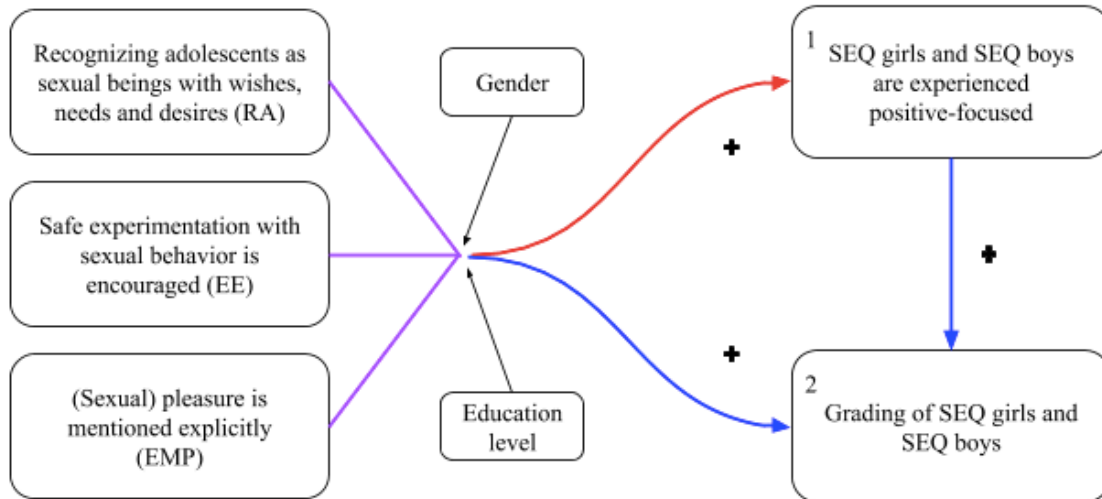 Recognizing adolescents as
sexual beings with wishes,
needs and desires (RA)
Safe experimentation with
sexual behavior is
encouraged (EE)
(Sexual) pleasure is
mentioned explicitly
(EMP)
Gender
Education
level
1
SEQ girls and SEQ boys
are experienced
positive-focused
+
+
+
2
Grading of SEQ girls and
SEQ boys